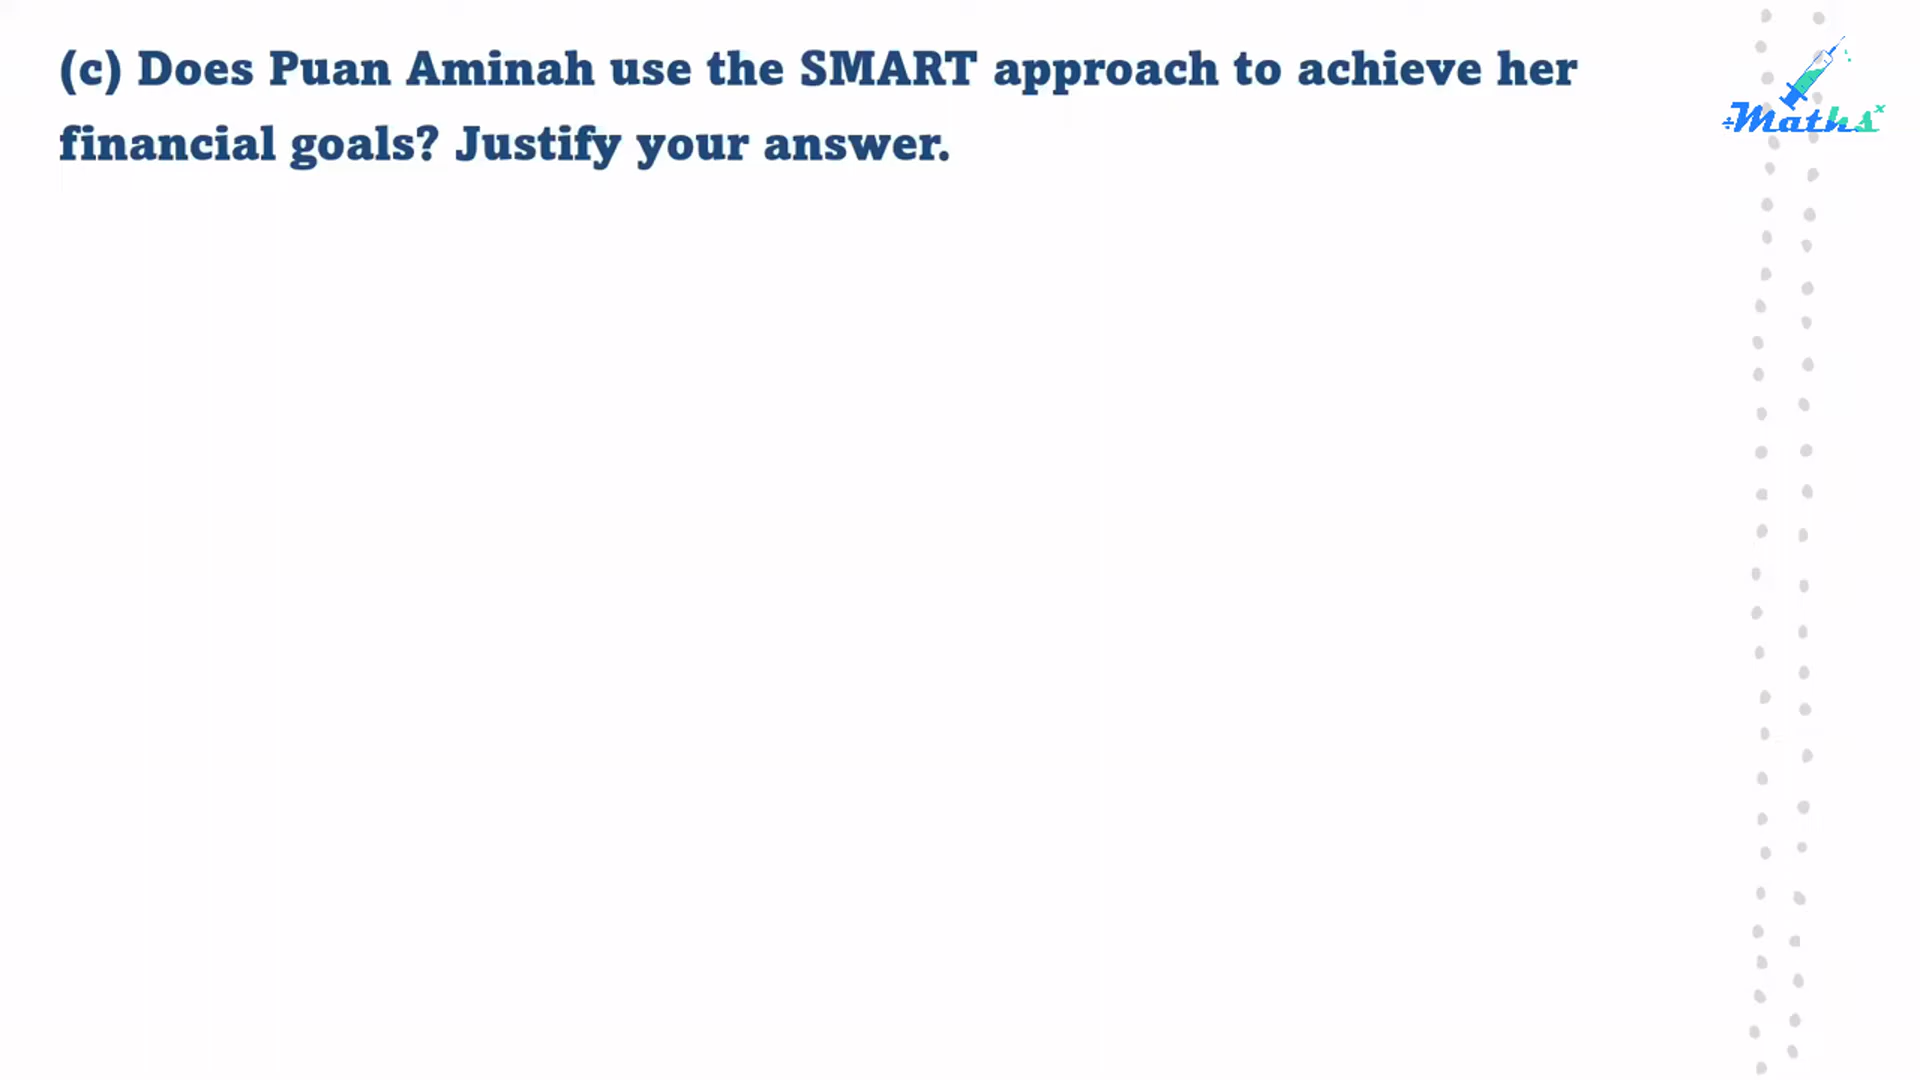 (c) Does Puan Aminah use the SMART approach to achieve her
financial goals? Justify your answer.
÷Maths×